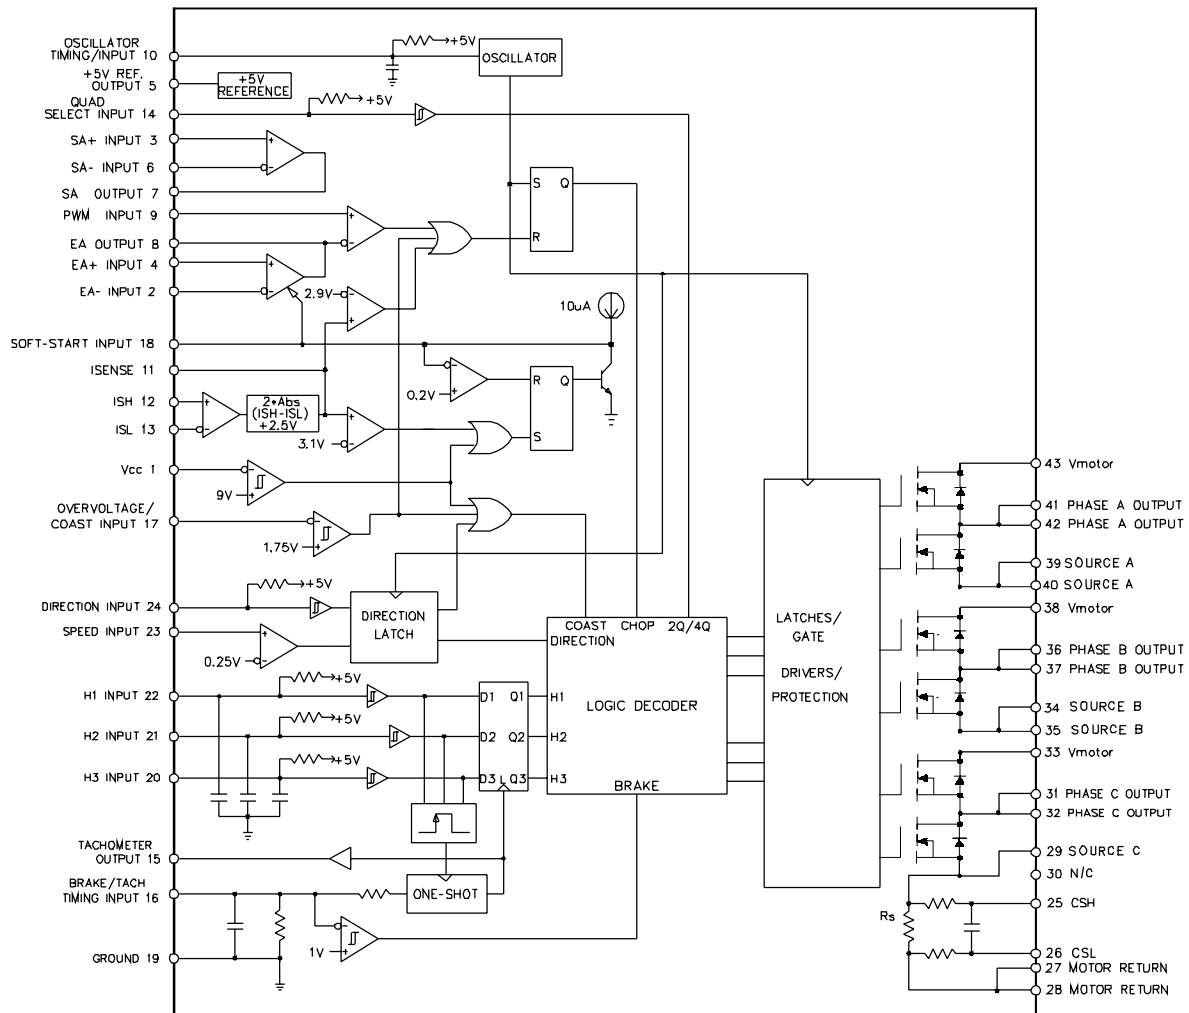 OSCILLATOR
TIMING/INPUT 10
+5V
OSCILLATOR
+5V REF.
OUTPUT 5
+5V
REFERENCE
QUAD
SELECT INPUT 14
+5V
SA+ INPUT 3
+
-
SA- INPUT 6
SA OUTPUT 7
S
Q
R
PWM INPUT 9
+
-
EA OUTPUT 8
EA+ INPUT 4
+
-
EA- INPUT 2
2.9V
-
+
10uA
SOFT-START INPUT 18
ISENSE 11
-
+
0.2V
R
Q
S
ISH 12
+
-
2*Abs
(ISH-ISL)
+2.5V
ISL 13
+
-
3.1V
Vcc 1
-
+
9V
OVERVOLTAGE/
COAST INPUT 17
-
+
1.75V
+5V
DIRECTION INPUT 24
DIRECTION
LATCH
SPEED INPUT 23
+
-
0.25V
COAST
CHOP
2Q/4Q
DIRECTION
LOGIC DECODER
H1
H2
H3
BRAKE
H1 INPUT 22
+5V
D1
Q1
H2 INPUT 21
+5V
D2
Q2
H3 INPUT 20
+5V
D3
L
Q3
TACHOMETER
OUTPUT 15
BRAKE/TACH
TIMING INPUT 16
ONE-SHOT
-
+
1V
GROUND 19
LATCHES/
GATE
DRIVERS/
PROTECTION
43 Vmotor
41 PHASE A OUTPUT
42 PHASE A OUTPUT
39 SOURCE A
40 SOURCE A
38 Vmotor
36 PHASE B OUTPUT
37 PHASE B OUTPUT
34 SOURCE B
35 SOURCE B
33 Vmotor
31 PHASE C OUTPUT
32 PHASE C OUTPUT
29 SOURCE C
30 N/C
25 CSH
Rs
26 CSL
27 MOTOR RETURN
28 MOTOR RETURN